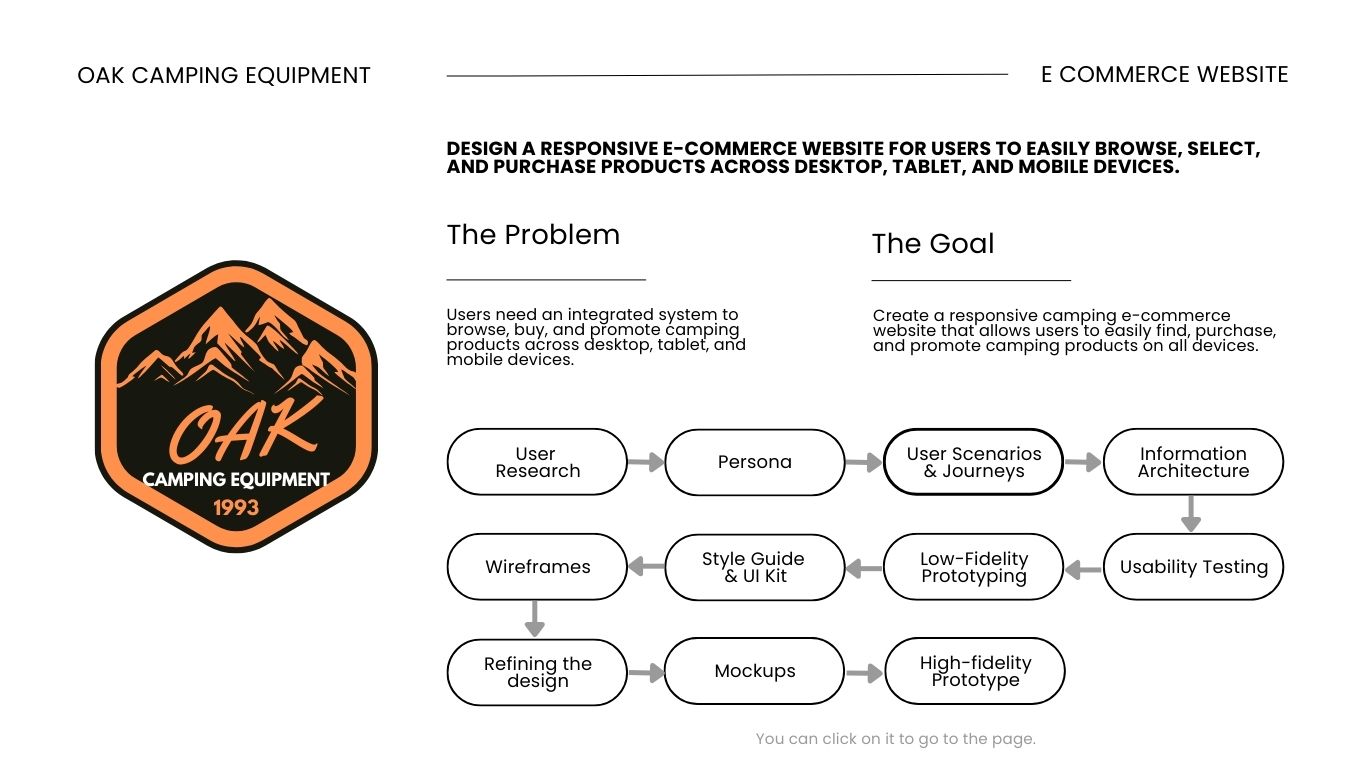 OAK CAMPING EQUIPMENT
E COMMERCE WEBSITE
DESIGN A RESPONSIVE E-COMMERCE WEBSITE FOR USERS TO EASILY BROWSE, SELECT,
AND PURCHASE PRODUCTS ACROSS DESKTOP, TABLET, AND MOBILE DEVICES.
The Problem
Users need an integrated system to
browse, buy, and promote camping
products across desktop, tablet, and
mobile devices.
The Goal
Create a responsive camping e-commerce
website that allows users to easily find, purchase,
and promote camping products on all devices.
OAK
CAMPING EQUIPMENT
1993
User
Research
Persona
User Scenarios
& Journeys
Information
Architecture
Usability Testing
Low-Fidelity
Prototyping
Style Guide
& UI Kit
Wireframes
Refining the
design
Mockups
High-fidelity
Prototype
You can click on it to go to the page.